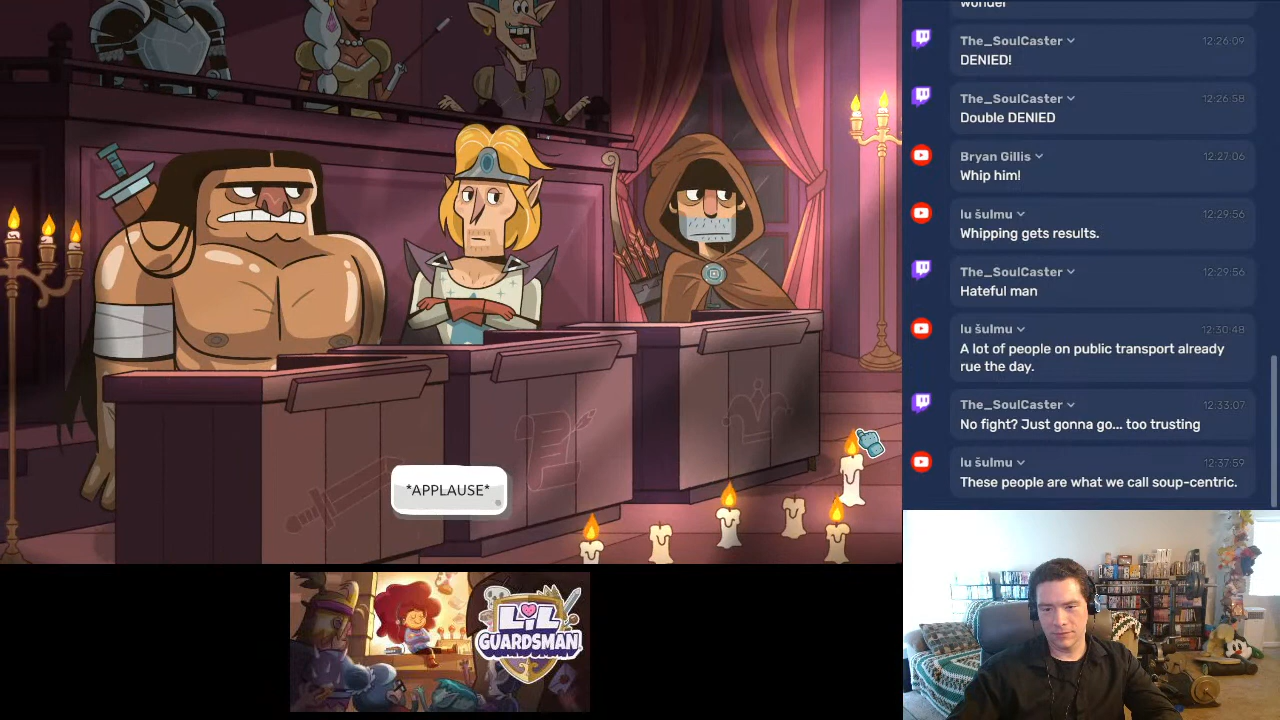 wonder
The_SoulCaster 12:26:09
DENIED!
The_SoulCaster 12:26:58
Double DENIED
Bryan Gillis 12:27:06
Whip him!
lu šulmu 12:29:56
Whipping gets results.
The_SoulCaster 12:29:56
Hateful man
lu šulmu 12:30:48
A lot of people on public transport already
rue the day.
The_SoulCaster 12:33:07
No fight? Just gonna go... too trusting
lu šulmu 12:37:59
These people are what we call soup-centric.
*APPLAUSE*
LiL
GUARDSMAN